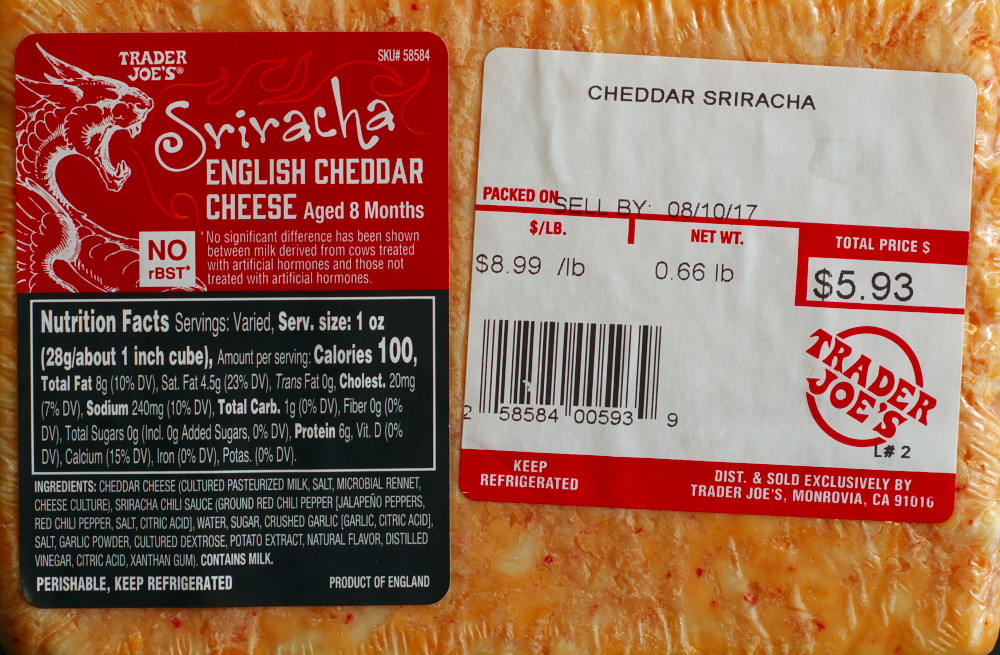 TRADER
JOE'S®
SKU# 58584
Sriracha
ENGLISH CHEDDAR
CHEESE Aged 8 Months
NO
rBST*
*No significant difference has been shown
between milk derived from cows treated
with artificial hormones and those not
treated with artificial hormones.
Nutrition Facts Servings: Varied, Serv. size: 1 oz
(28g/about 1 inch cube), Amount per serving: Calories 100,
Total Fat 8g (10% DV), Sat. Fat 4.5g (23% DV), Trans Fat 0g, Cholest. 20mg
(7% DV), Sodium 240mg (10% DV), Total Carb. 1g (0% DV), Fiber 0g (0%
DV), Total Sugars 0g (Incl. 0g Added Sugars, 0% DV), Protein 6g, Vit. D (0%
DV), Calcium (15% DV), Iron (0% DV), Potas. (0% DV).
INGREDIENTS: CHEDDAR CHEESE (CULTURED PASTEURIZED MILK, SALT, MICROBIAL RENNET,
CHEESE CULTURE), SRIRACHA CHILI SAUCE (GROUND RED CHILI PEPPER [JALAPEÑO PEPPERS,
RED CHILI PEPPER, SALT, CITRIC ACID], WATER, SUGAR, CRUSHED GARLIC [GARLIC, CITRIC ACID],
SALT, GARLIC POWDER, CULTURED DEXTROSE, POTATO EXTRACT, NATURAL FLAVOR, DISTILLED
VINEGAR, CITRIC ACID, XANTHAN GUM). CONTAINS MILK.
PERISHABLE, KEEP REFRIGERATED
PRODUCT OF ENGLAND
CHEDDAR SRIRACHA
PACKED ON
SELL BY: 08/10/17
$/LB.
NET WT.
TOTAL PRICE $
$8.99 /lb
0.66 lb
$5.93
2 58584 00593 9
TRADER
JOE'S
L# 2
KEEP
REFRIGERATED
DIST. & SOLD EXCLUSIVELY BY
TRADER JOE'S, MONROVIA, CA 91016